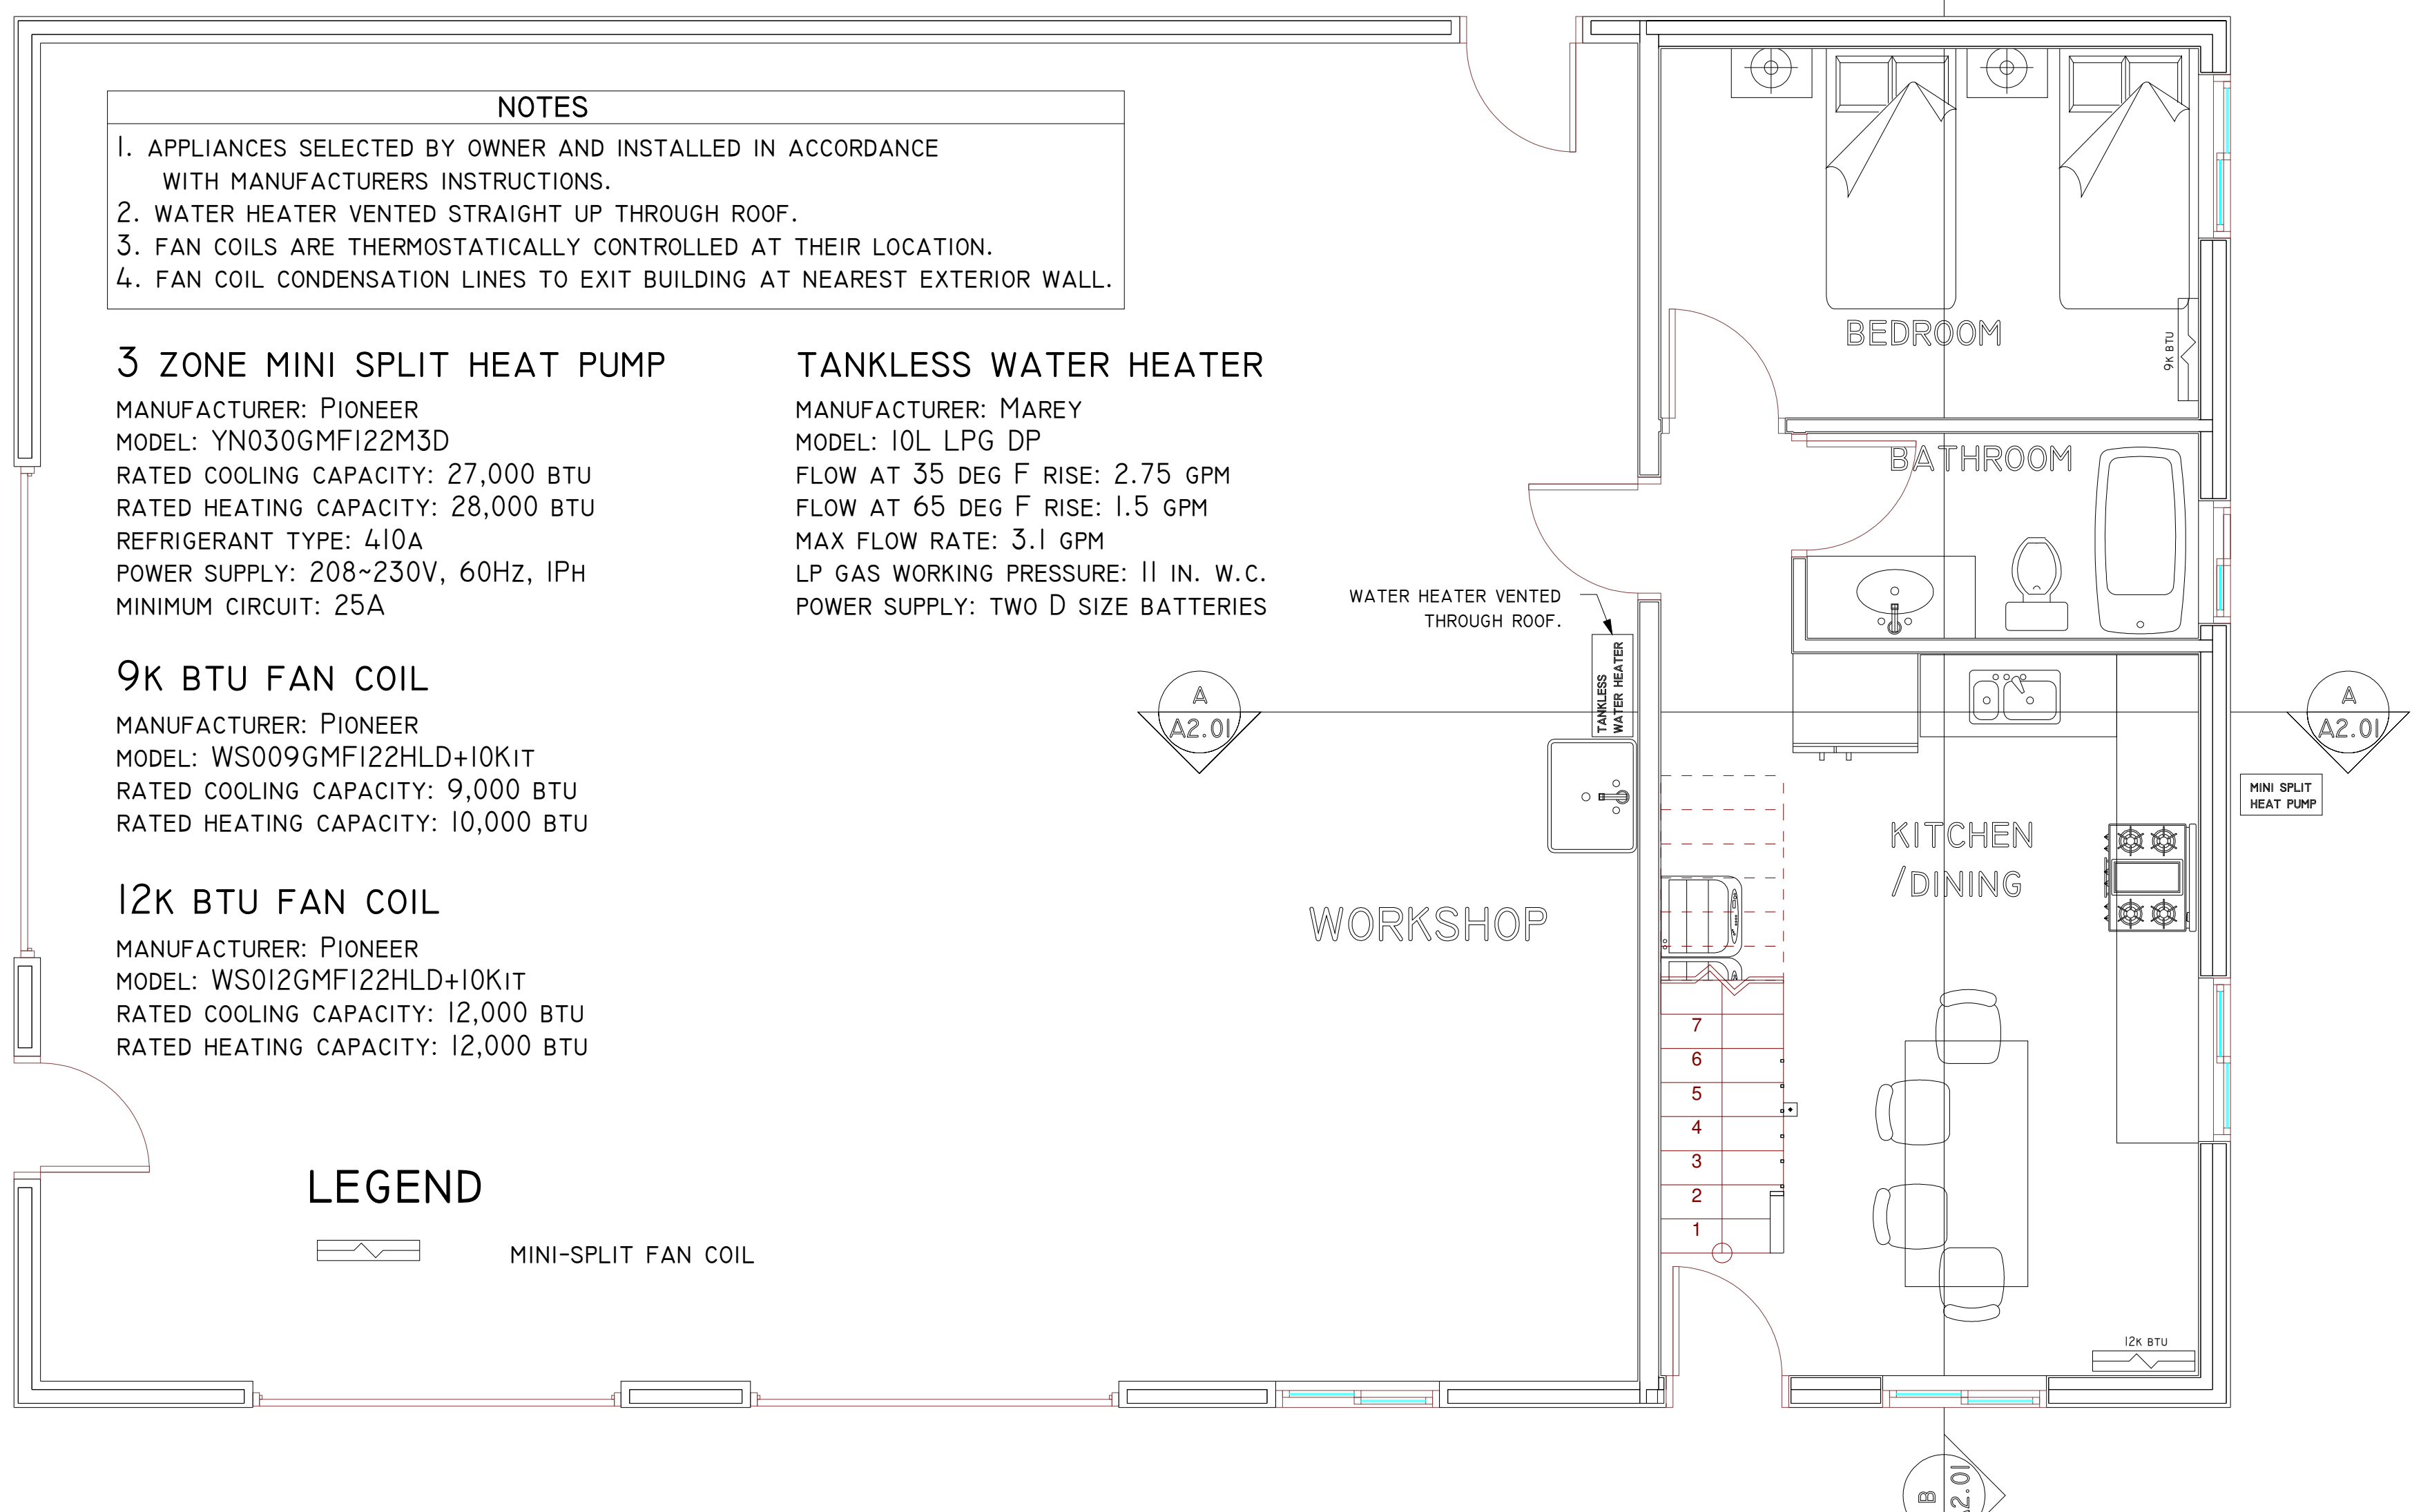 NOTES
1. APPLIANCES SELECTED BY OWNER AND INSTALLED IN ACCORDANCE
WITH MANUFACTURERS INSTRUCTIONS.
2. WATER HEATER VENTED STRAIGHT UP THROUGH ROOF.
3. FAN COILS ARE THERMOSTATICALLY CONTROLLED AT THEIR LOCATION.
4. FAN COIL CONDENSATION LINES TO EXIT BUILDING AT NEAREST EXTERIOR WALL.
3 ZONE MINI SPLIT HEAT PUMP
MANUFACTURER: PIONEER
MODEL: YN030GMFI22M3D
RATED COOLING CAPACITY: 27,000 BTU
RATED HEATING CAPACITY: 28,000 BTU
REFRIGERANT TYPE: 410A
POWER SUPPLY: 208~230V, 60HZ, 1PH
MINIMUM CIRCUIT: 25A
TANKLESS WATER HEATER
MANUFACTURER: MAREY
MODEL: 10L LPG DP
FLOW AT 35 DEG F RISE: 2.75 GPM
FLOW AT 65 DEG F RISE: 1.5 GPM
MAX FLOW RATE: 3.1 GPM
LP GAS WORKING PRESSURE: 11 IN. W.C.
POWER SUPPLY: TWO D SIZE BATTERIES
9K BTU FAN COIL
MANUFACTURER: PIONEER
MODEL: WS009GMFI22HLD+10KIT
RATED COOLING CAPACITY: 9,000 BTU
RATED HEATING CAPACITY: 10,000 BTU
12K BTU FAN COIL
MANUFACTURER: PIONEER
MODEL: WS012GMFI22HLD+10KIT
RATED COOLING CAPACITY: 12,000 BTU
RATED HEATING CAPACITY: 12,000 BTU
LEGEND
MINI-SPLIT FAN COIL
WATER HEATER VENTED
THROUGH ROOF.
TANKLESS
WATER HEATER
A
A2.01
WORKSHOP
BEDROOM
9K BTU
BATHROOM
KITCHEN
/DINING
7
6
5
4
3
2
1
12K BTU
A
A2.01
MINI SPLIT
HEAT PUMP
B
2.01